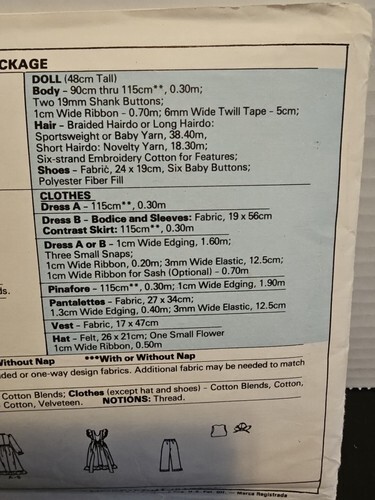 CKAGE
DOLL (48cm Tall)
Body – 90cm thru 115cm**, 0.30m;
Two 19mm Shank Buttons;
1cm Wide Ribbon – 0.70m; 6mm Wide Twill Tape – 5cm;
Hair – Braided Hairdo or Long Hairdo:
Sportsweight or Baby Yarn, 38.40m,
Short Hairdo: Novelty Yarn, 18.30m;
Six-strand Embroidery Cotton for Features;
Shoes – Fabric, 24 x 19cm, Six Baby Buttons;
Polyester Fiber Fill
CLOTHES
Dress A – 115cm**, 0.30m
Dress B – Bodice and Sleeves: Fabric, 19 x 56cm
Contrast Skirt: 115cm**, 0.30m
Dress A or B – 1cm Wide Edging, 1.60m;
Three Small Snaps;
1cm Wide Ribbon, 0.20m; 3mm Wide Elastic, 12.5cm;
1cm Wide Ribbon for Sash (Optional) – 0.70m
Pinafore – 115cm**, 0.30m; 1cm Wide Edging, 1.90m
ds.
Pantalettes – Fabric, 27 x 34cm;
1.3cm Wide Edging, 0.40m; 3mm Wide Elastic, 12.5cm
Vest – Fabric, 17 x 47cm
Hat – Felt, 26 x 21cm; One Small Flower
1cm Wide Ribbon, 0.50m
Without Nap ***With or Without Nap
ded or one-way design fabrics. Additional fabric may be needed to match
Cotton Blends; Clothes (except hat and shoes) – Cotton Blends, Cotton,
Cotton, Velveteen. NOTIONS: Thread.
Marca Registrada